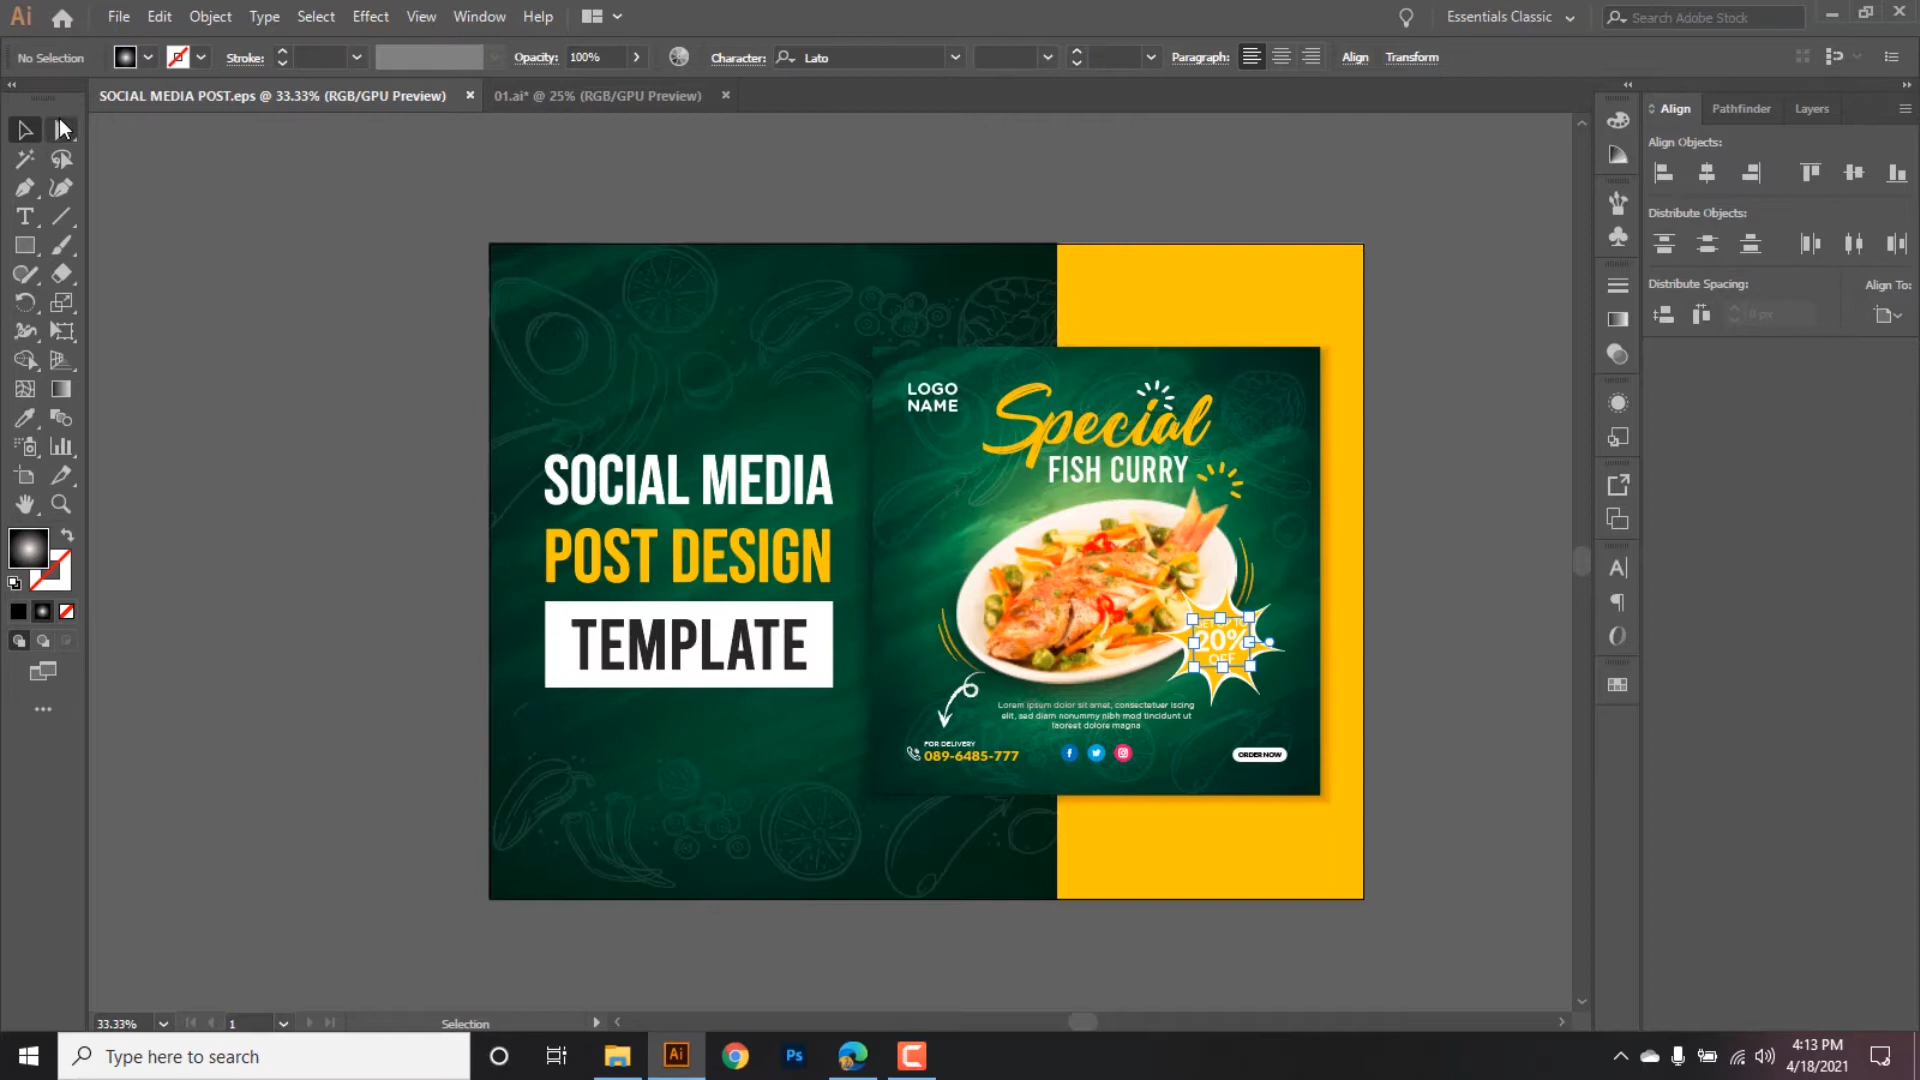 Ai File Edit Object Type Select Effect View Window Help Essentials Classic Search Adobe Stock
No Selection Stroke: Opacity: 100% Character: Lato Paragraph: Align Transform
SOCIAL MEDIA POST.eps @ 33.33% (RGB/GPU Preview) × 01.ai* @ 25% (RGB/GPU Preview) ×
Align Pathfinder Layers
Align Objects:
Distribute Objects:
Distribute Spacing: Align To:
0 px
SOCIAL MEDIA
POST DESIGN
TEMPLATE
LOGO
NAME
Special
FISH CURRY
20%
OFF
Lorem ipsum dolor sit amet, consectetuer iscing
elit, sed diam nonummy nibh mod tincidunt ut
laoreet dolore magna
FOR DELIVERY
089-6485-777
ORDER NOW
33.33% 1 Selection
Type here to search
Ai
Ps
4:13 PM
4/18/2021